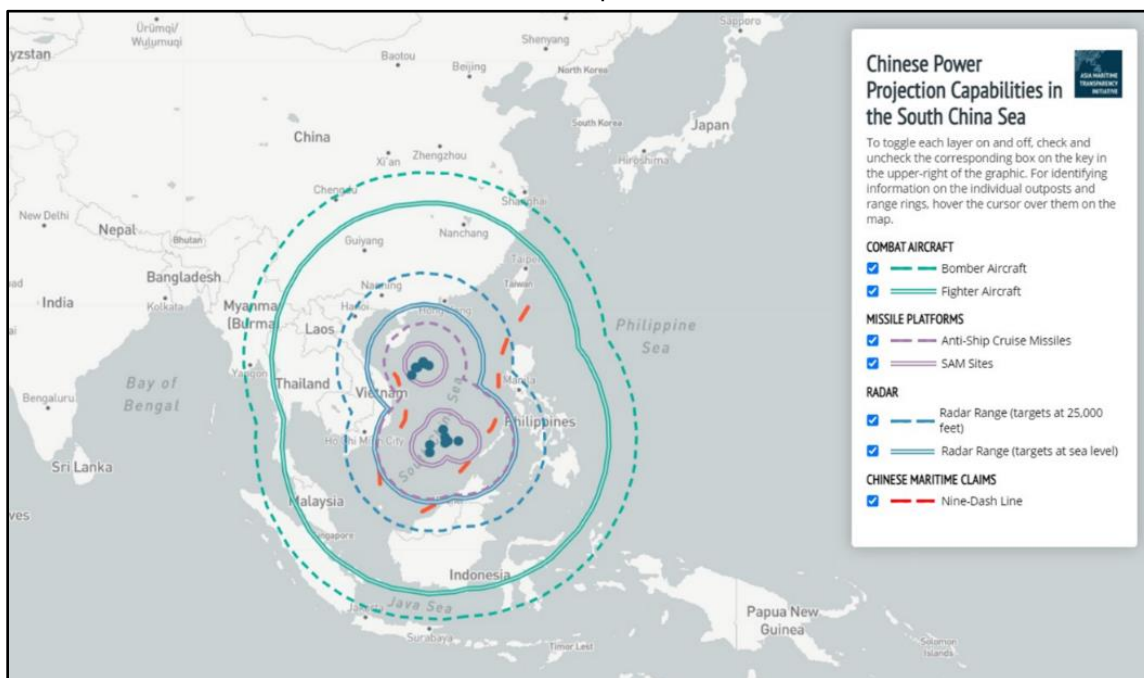 Ürümqi/
Wulumuqi
Sapporo
Shenyang
Baotou
Beijing
North Korea
South Korea
Japan
Hiroshima
China
Xi'an
Zhengzhou
Chengdu
Shanghai
New Delhi
Nepal
Bhutan
Guiyang
Nanchang
Taipei
Taiwan
Bangladesh
Kolkata
India
Myanmar
(Burma)
Nanning
Hanoi
Laos
Philippine
Sea
Yangon
Thailand
Vietnam
Manila
Bay of
Bengal
Bengaluru
Philippines
Ho Chi Minh City
Sri Lanka
Malaysia
Singapore
Indonesia
Java Sea
Jakarta
Surabaya
Timor Lest
Papua New
Guinea
Solomon
Islands
Chinese Power
Projection Capabilities in
the South China Sea
ASIA MARITIME
TRANSPARENCY
INITIATIVE
To toggle each layer on and off, check and
uncheck the corresponding box on the key in
the upper-right of the graphic. For identifying
information on the individual outposts and
range rings, hover the cursor over them on the
map.
COMBAT AIRCRAFT
Bomber Aircraft
Fighter Aircraft
MISSILE PLATFORMS
Anti-Ship Cruise Missiles
SAM Sites
RADAR
Radar Range (targets at 25,000
feet)
Radar Range (targets at sea level)
CHINESE MARITIME CLAIMS
Nine-Dash Line